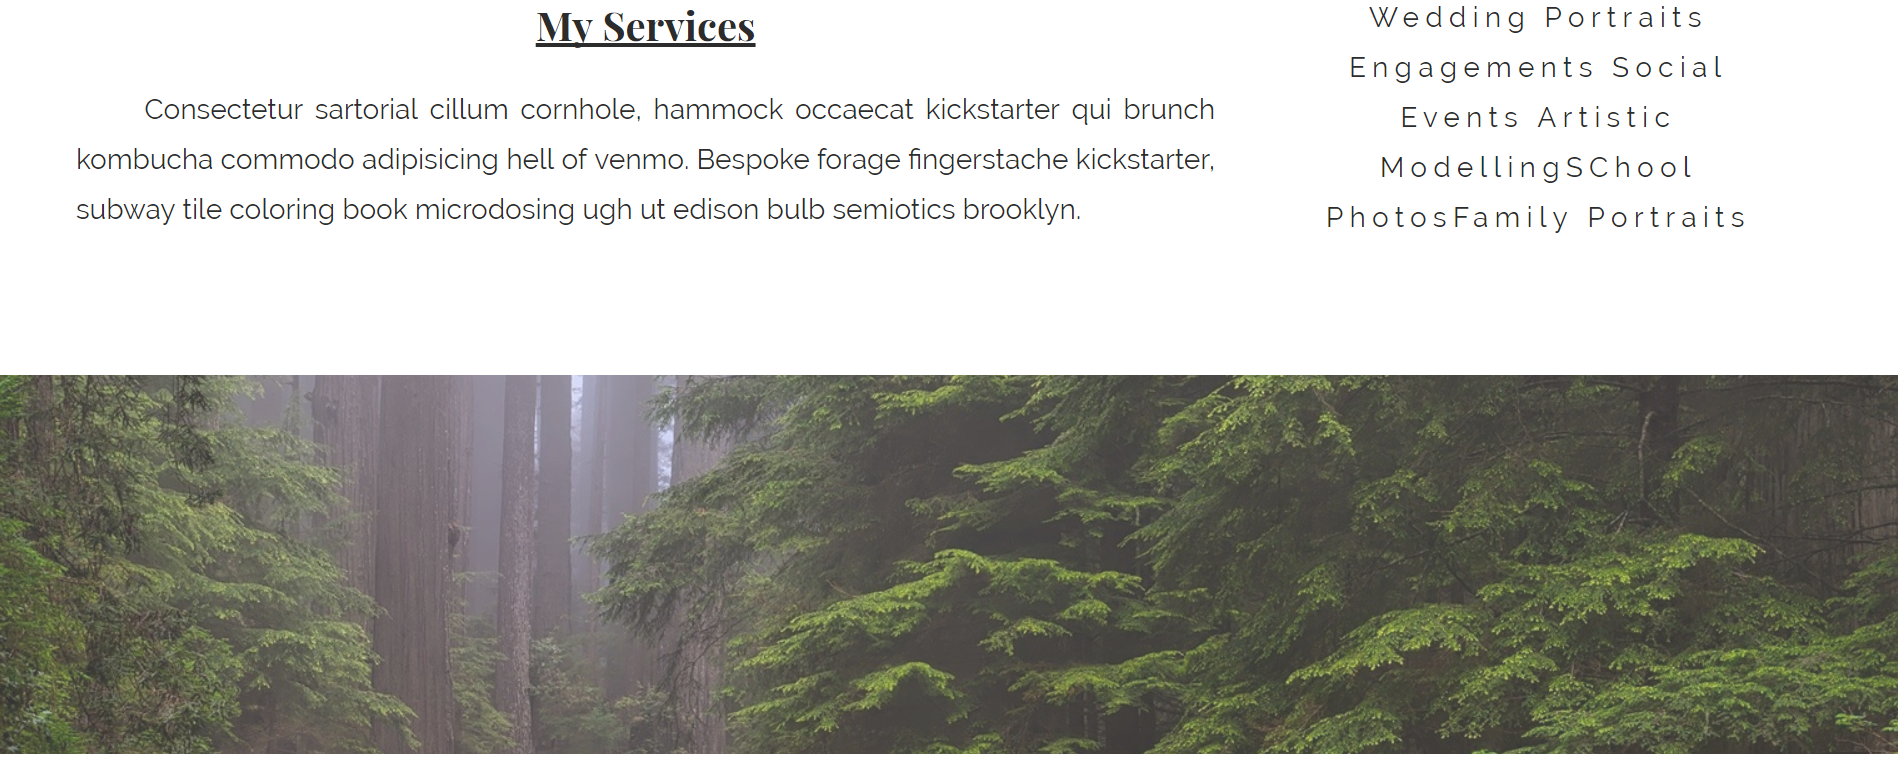 My Services
Consectetur sartorial cillum cornhole, hammock occaecat kickstarter qui brunch
kombucha commodo adipisicing hell of venmo. Bespoke forage fingerstache kickstarter,
subway tile coloring book microdosing ugh ut edison bulb semiotics brooklyn.
Wedding Portraits
Engagements Social
Events Artistic
ModellingSChool
PhotosFamily Portraits